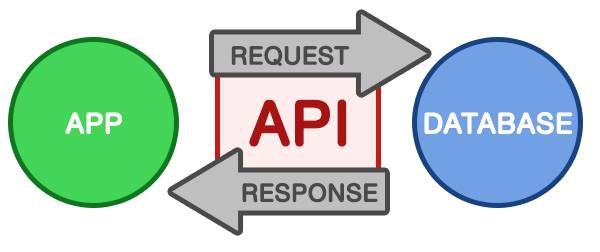 REQUEST
APP
API
DATABASE
RESPONSE